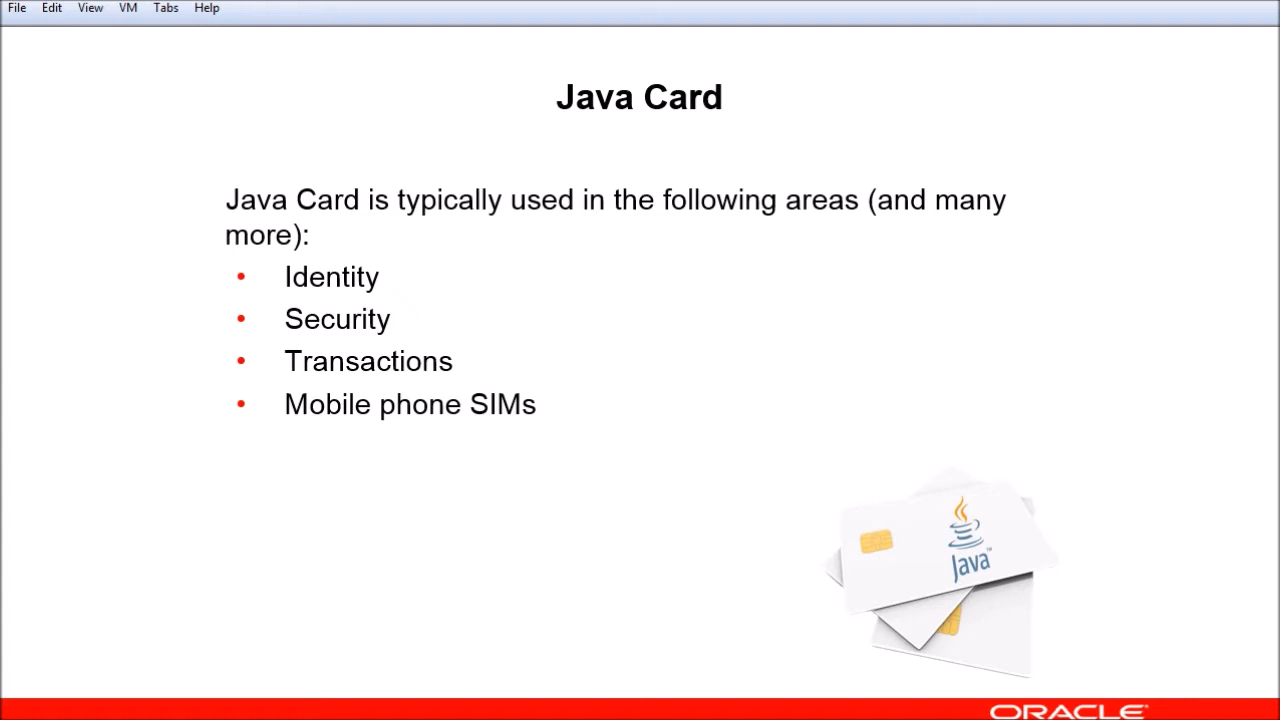 File Edit View VM Tabs Help
Java Card
Java Card is typically used in the following areas (and many
more):
• Identity
• Security
• Transactions
• Mobile phone SIMs
Java™
ORACLE